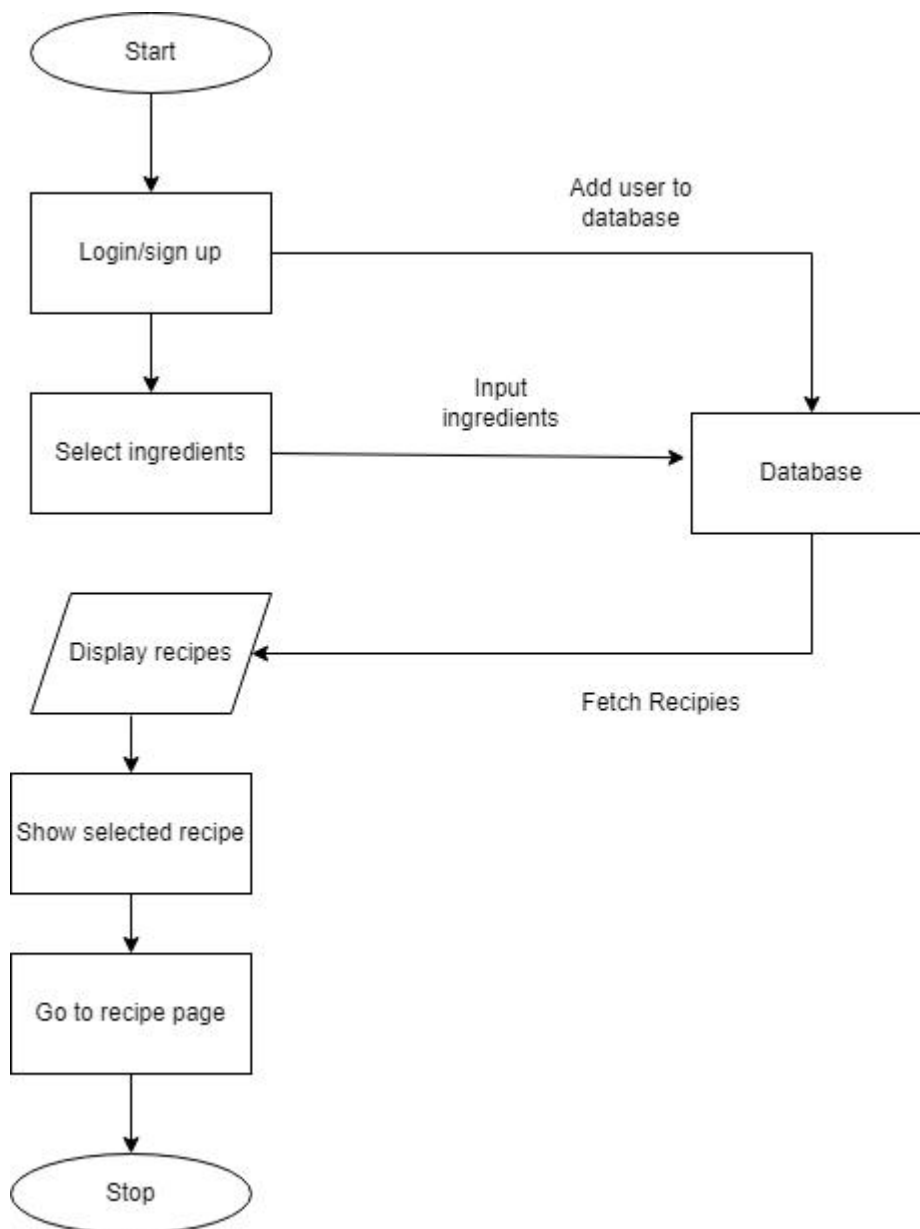 Start
Add user to
database
Login/sign up
Input
ingredients
Select ingredients
Database
Display recipes
Fetch Recipies
Show selected recipe
Go to recipe page
Stop